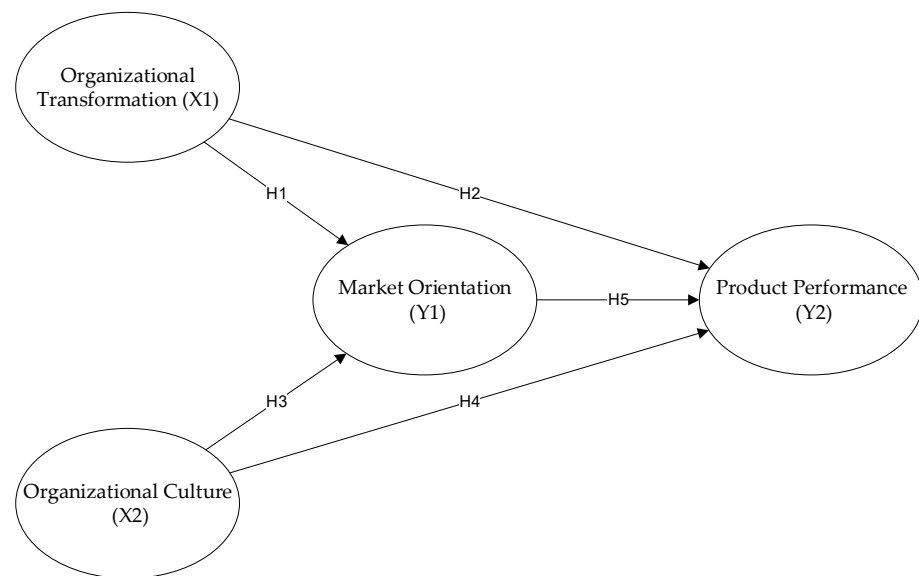 Organizational
Transformation (X1)
H1
H2
Market Orientation
(Y1)
H5
Product Performance
(Y2)
H3
H4
Organizational Culture
(X2)